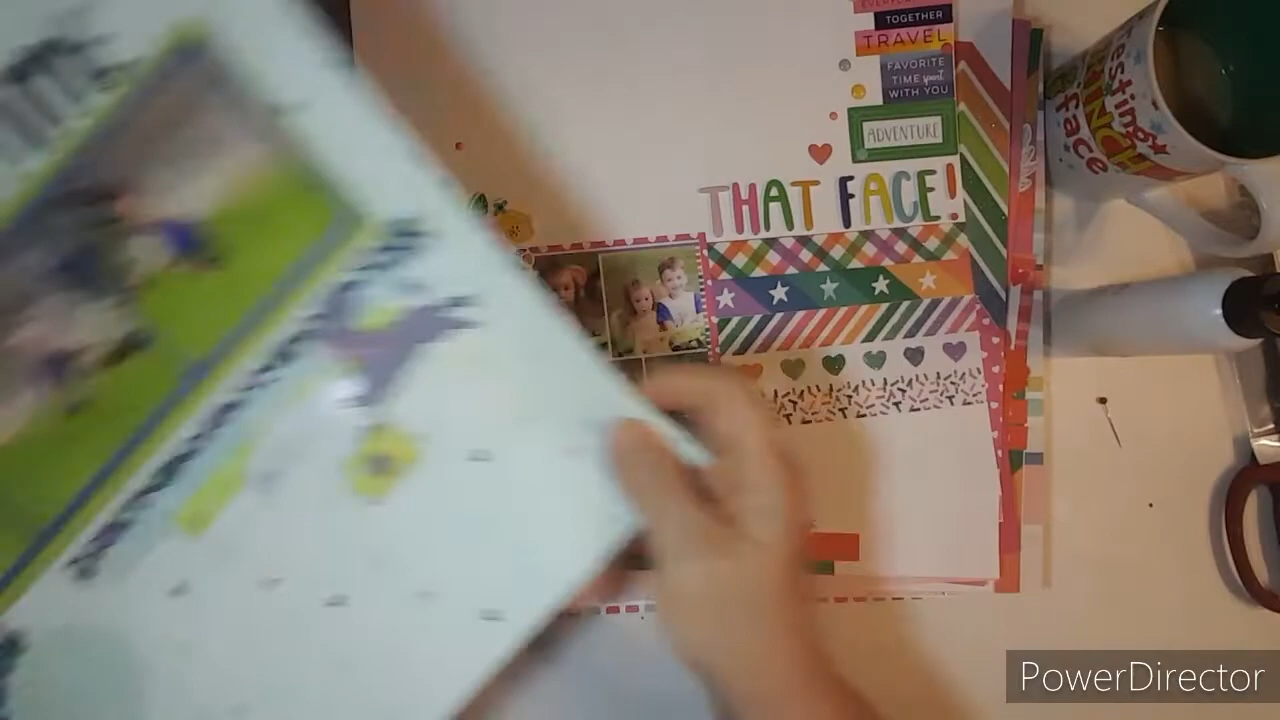 TOGETHER
TRAVEL
FAVORITE
TIME spent
WITH YOU
ADVENTURE
THAT FACE!
face
PowerDirector